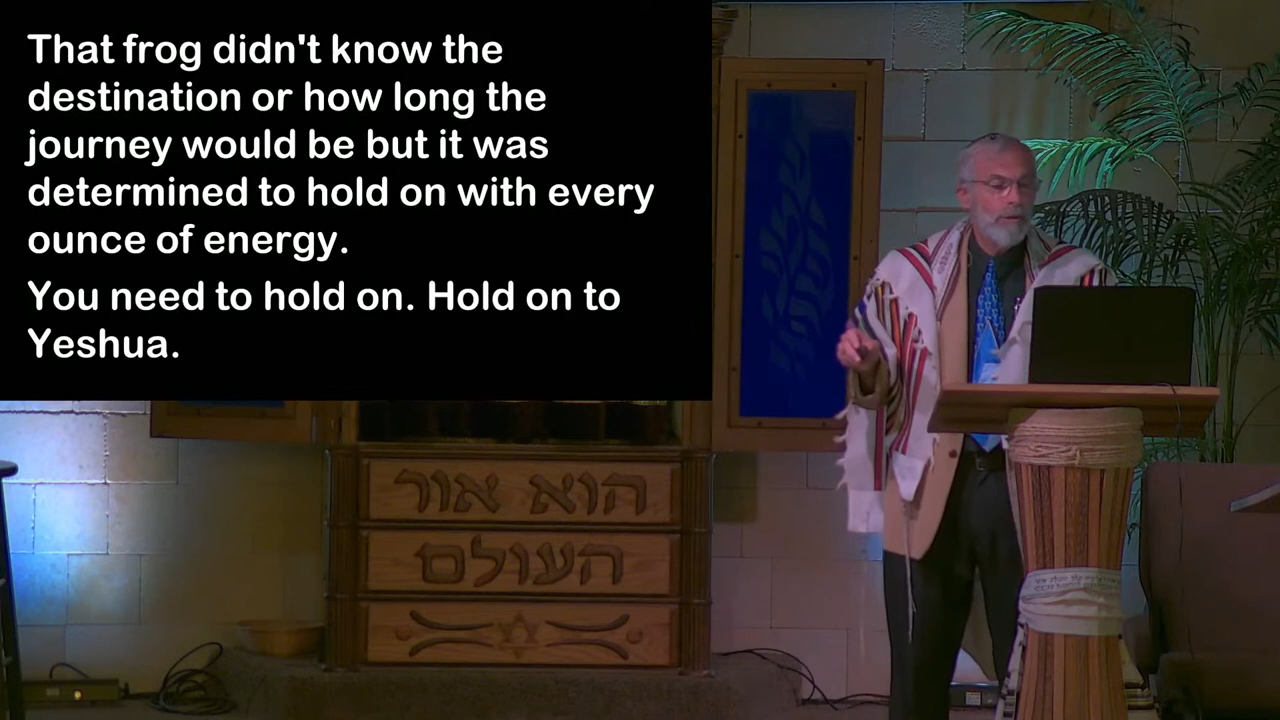 That frog didn't know the
destination or how long the
journey would be but it was
determined to hold on with every
ounce of energy.
You need to hold on. Hold on to
Yeshua.
הוא אור
העולם